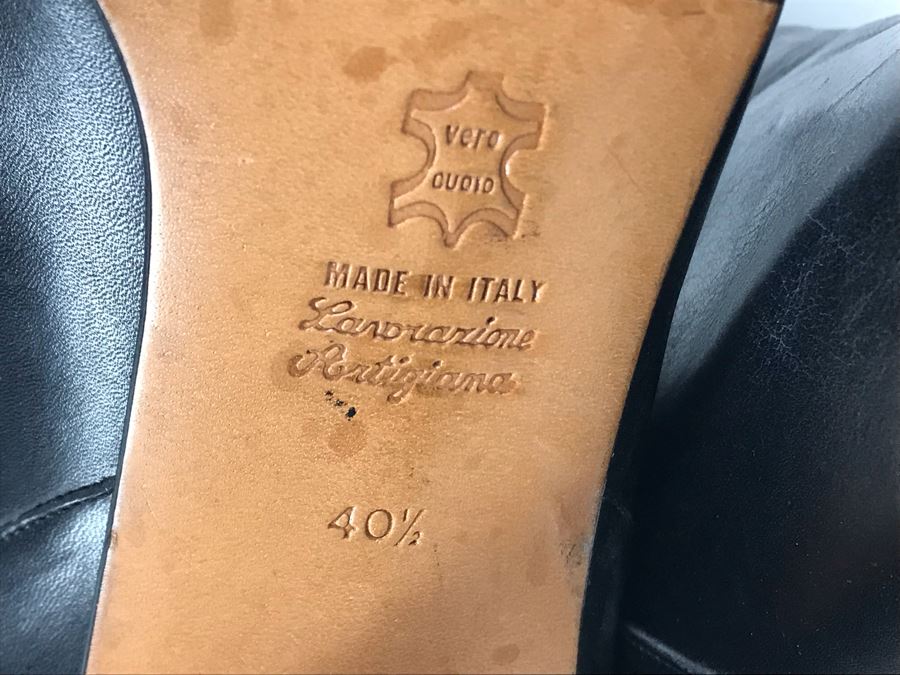 vero
cuoio
MADE IN ITALY
Lavorazione
Artigiana
40½